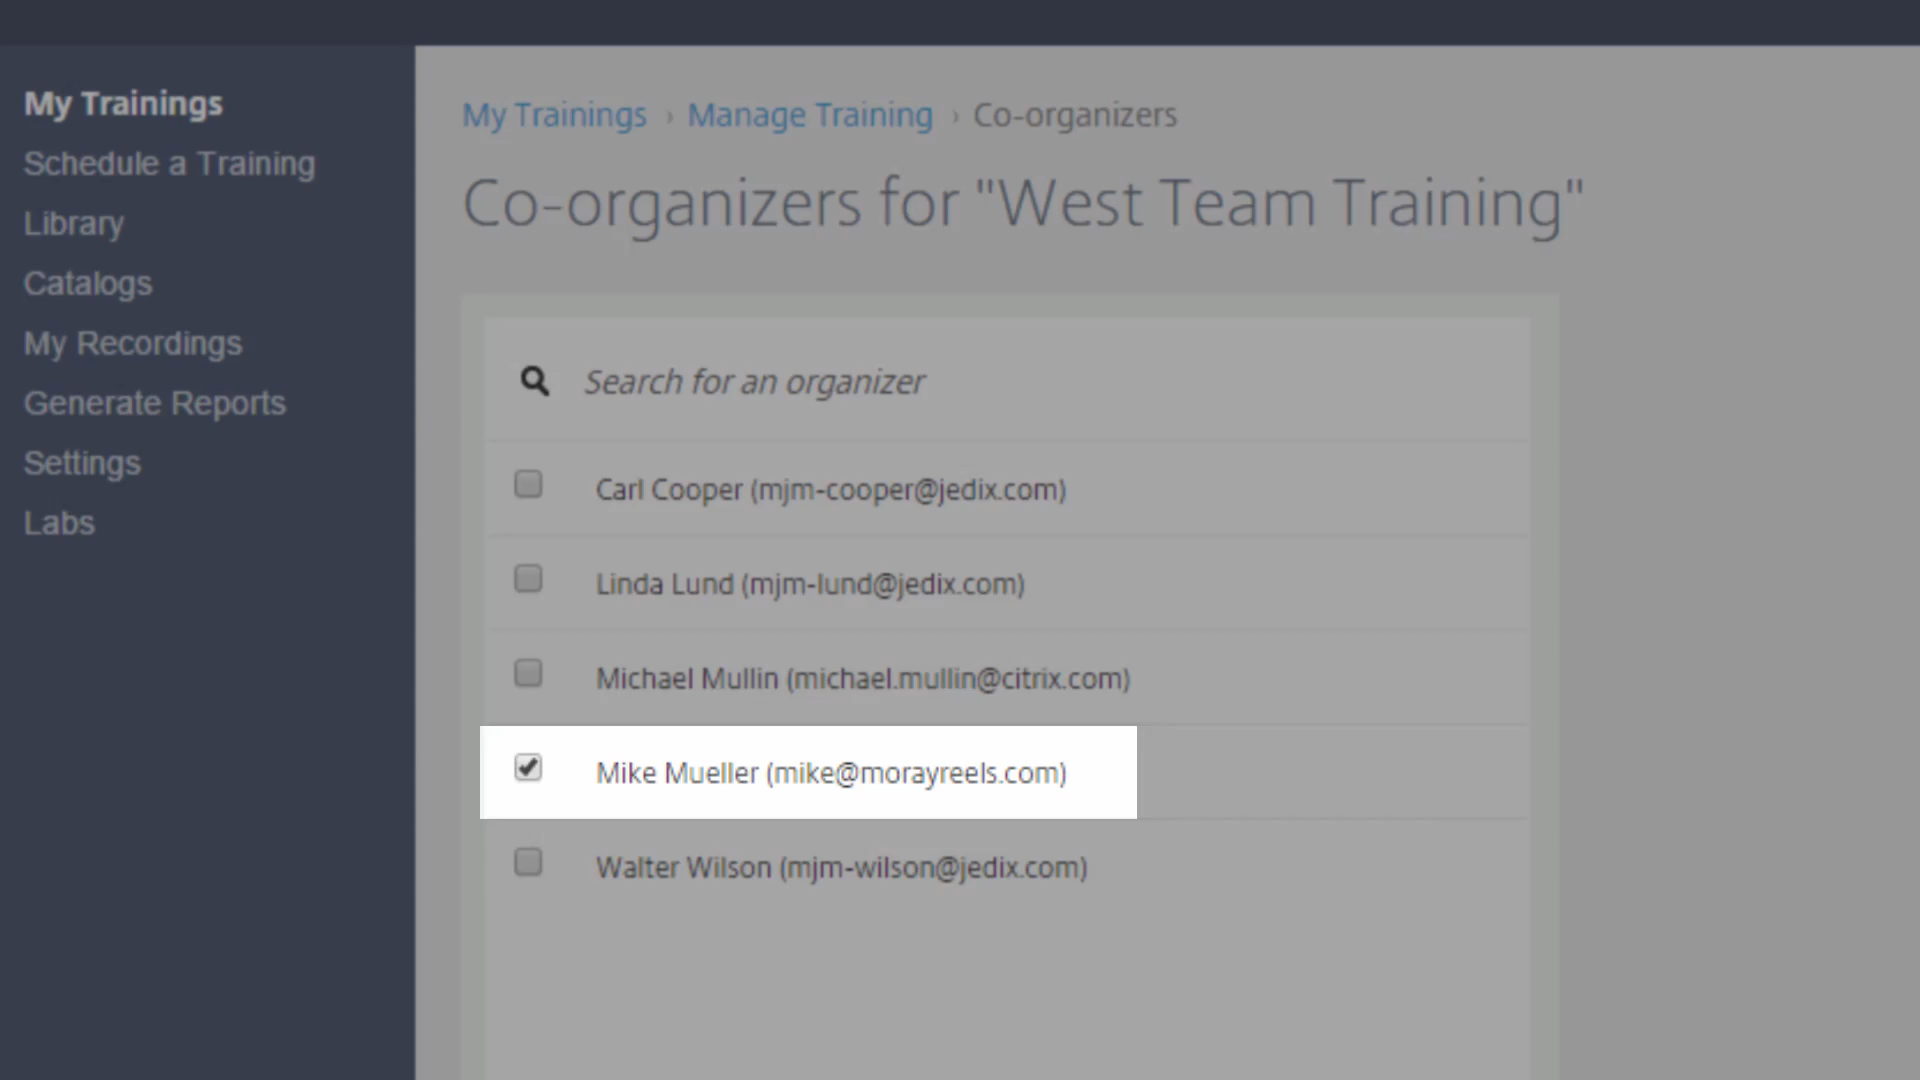 My Trainings
Schedule a Training
Library
Catalogs
My Recordings
Generate Reports
Settings
Labs
My Trainings › Manage Training › Co-organizers
Co-organizers for "West Team Training"
Search for an organizer
Carl Cooper (mjm-cooper@jedix.com)
Linda Lund (mjm-lund@jedix.com)
Michael Mullin (michael.mullin@citrix.com)
Mike Mueller (mike@morayreels.com)
Walter Wilson (mjm-wilson@jedix.com)